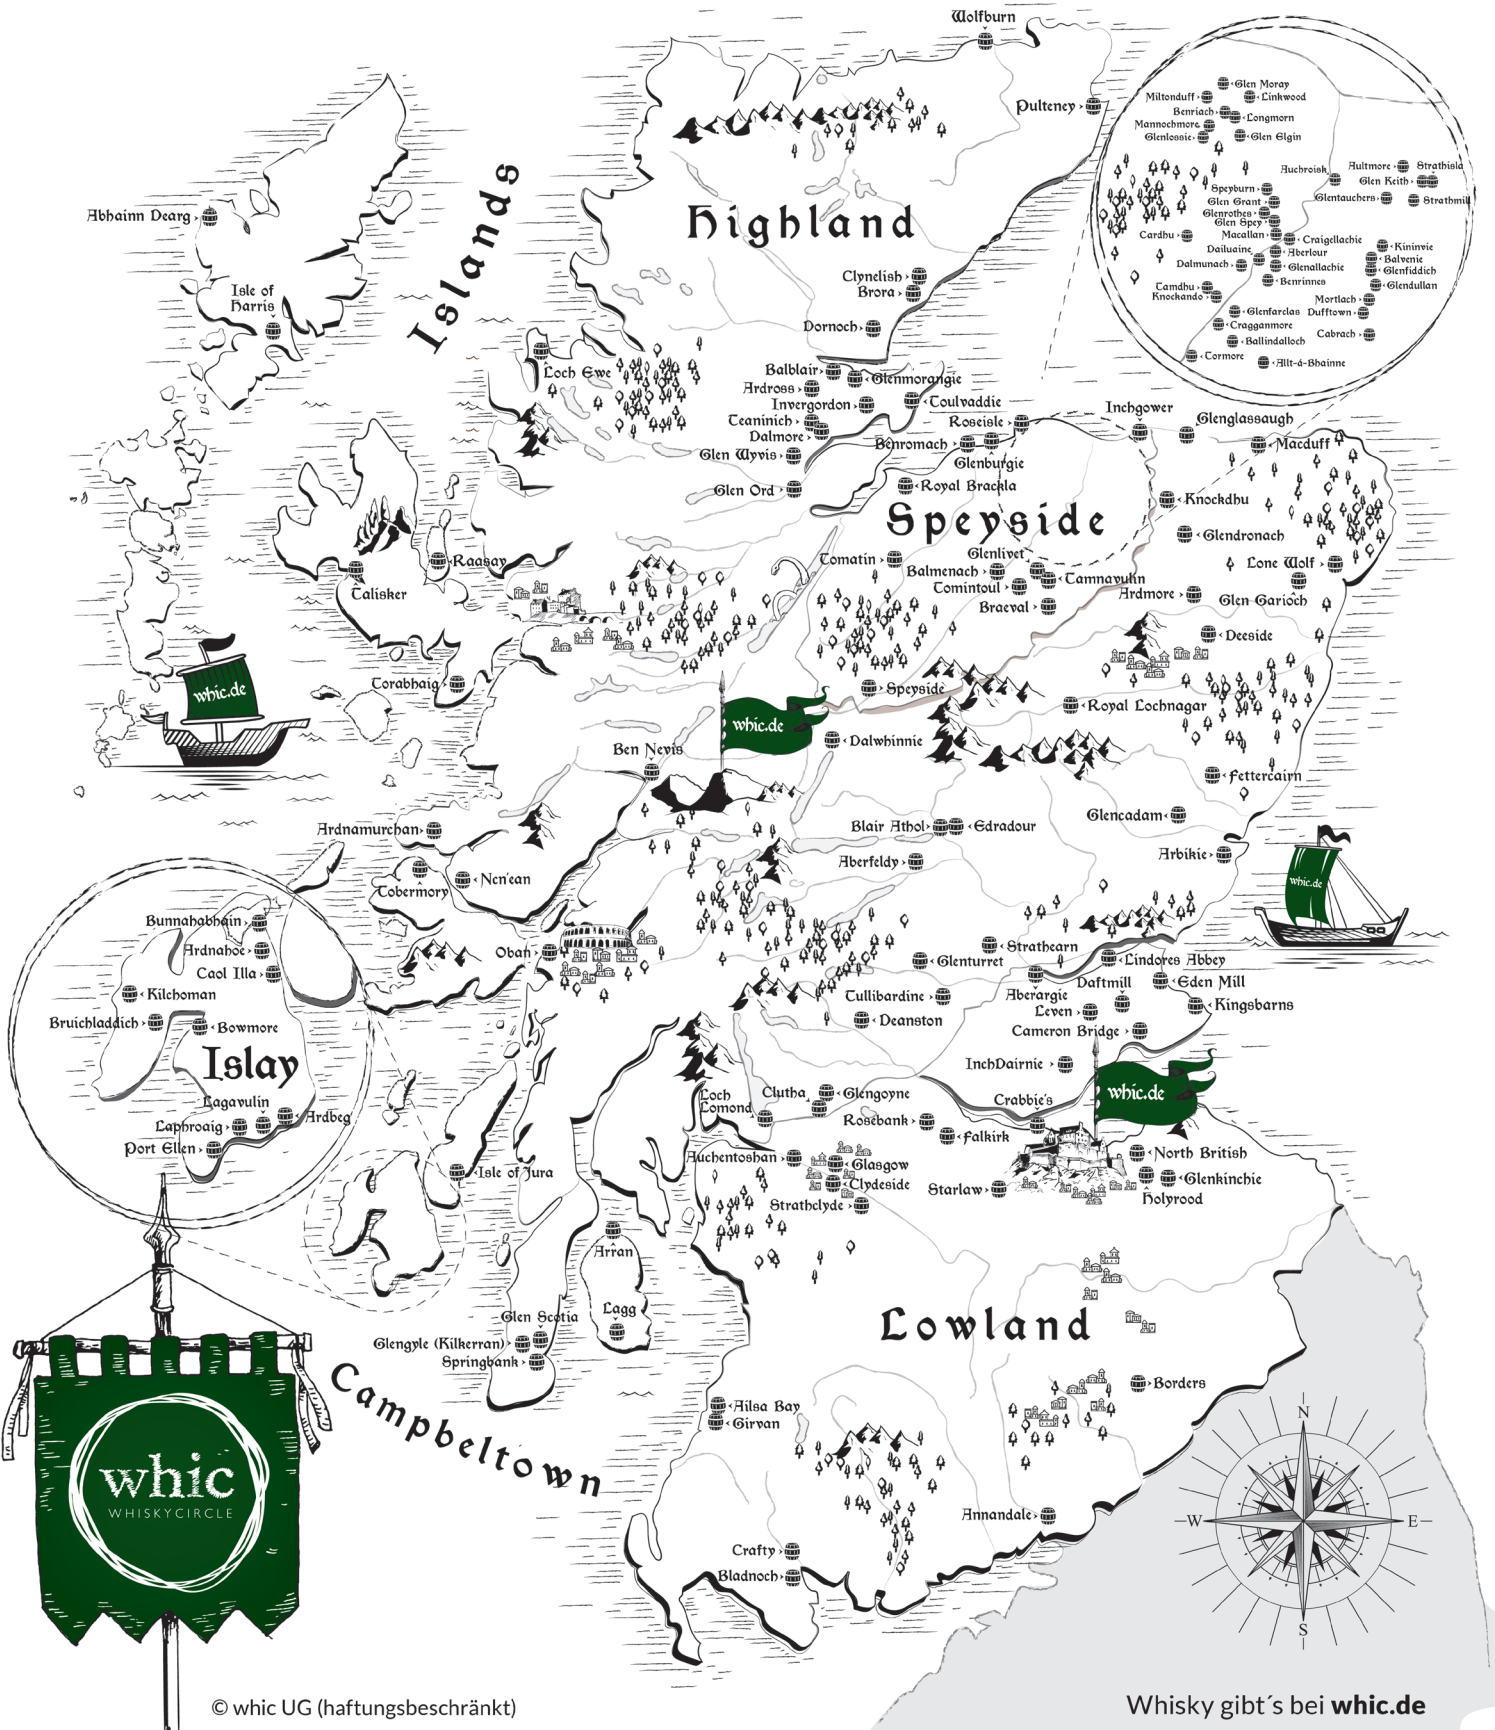 Wolfburn
Pulteney
Highland
Islands
Abhainn Dearg
Isle of
Harris
Clynelish
Brora
Dornoch
Loch Ewe
Balblair
Glenmorangie
Ardross
Invergordon
Toulvaddie
Teaninich
Dalmore
Glen Wyvis
Glen Ord
Glen Moray
Miltonduff
Linkwood
Benriach
Longmorn
Mannochmore
Glenlossie
Glen Elgin
Auchroisk
Aultmore
Strathisla
Glen Keith
Speyburn
Glen Grant
Glentauchers
Strathmill
Glenrothes
Glen Spey
Cardhu
Macallan
Craigellachie
Dailuaine
Aberlour
Kininvie
Balvenie
Dalmunach
Glenallachie
Glenfiddich
Benrinnes
Glendullan
Tamdhu
Knockando
Mortlach
Glenfarclas
Dufftown
Cragganmore
Cabrach
Ballindalloch
Tormore
Allt-á-Bhainne
Roseisle
Inchgower
Glenglassaugh
Benromach
Macduff
Glenburgie
Royal Brackla
Knockdhu
Speyside
Glendronach
Tomatin
Glenlivet
Balmenach
Tamnavulin
Tomintoul
Braeval
Lone Wolf
Ardmore
Glen Garioch
Deeside
Raasay
Talisker
Torabhaig
whic.de
Speyside
Royal Lochnagar
whic.de
Dalwhinnie
Ben Nevis
Fettercairn
Ardnamurchan
Blair Athol
Edradour
Glencadam
Aberfeldy
Arbikie
whic.de
Tobermory
Ncn'ean
Oban
Strathearn
Glenturret
Lindores Abbey
Tullibardine
Aberargie
Daftmill
Eden Mill
Leven
Kingsbarns
Deanston
Cameron Bridge
InchDairnie
Bunnahabhain
Ardnahoe
Caol Illa
Kilchoman
Bruichladdich
Bowmore
Islay
Lagavulin
Ardbeg
Laphroaig
Port Ellen
Isle of Jura
Loch
Lomond
Clutha
Glengoyne
Crabbie's
whic.de
Rosebank
Falkirk
Auchentoshan
Glasgow
Clydeside
Strathclyde
North British
Starlaw
Glenkinchie
Holyrood
Arran
Lagg
Glen Scotia
Glengyle (Kilkerran)
Springbank
Campbeltown
Lowland
Borders
Ailsa Bay
Girvan
Annandale
Crafty
Bladnoch
whic
WHISKYCIRCLE
N
W
E
S
© whic UG (haftungsbeschränkt)
Whisky gibt´s bei whic.de